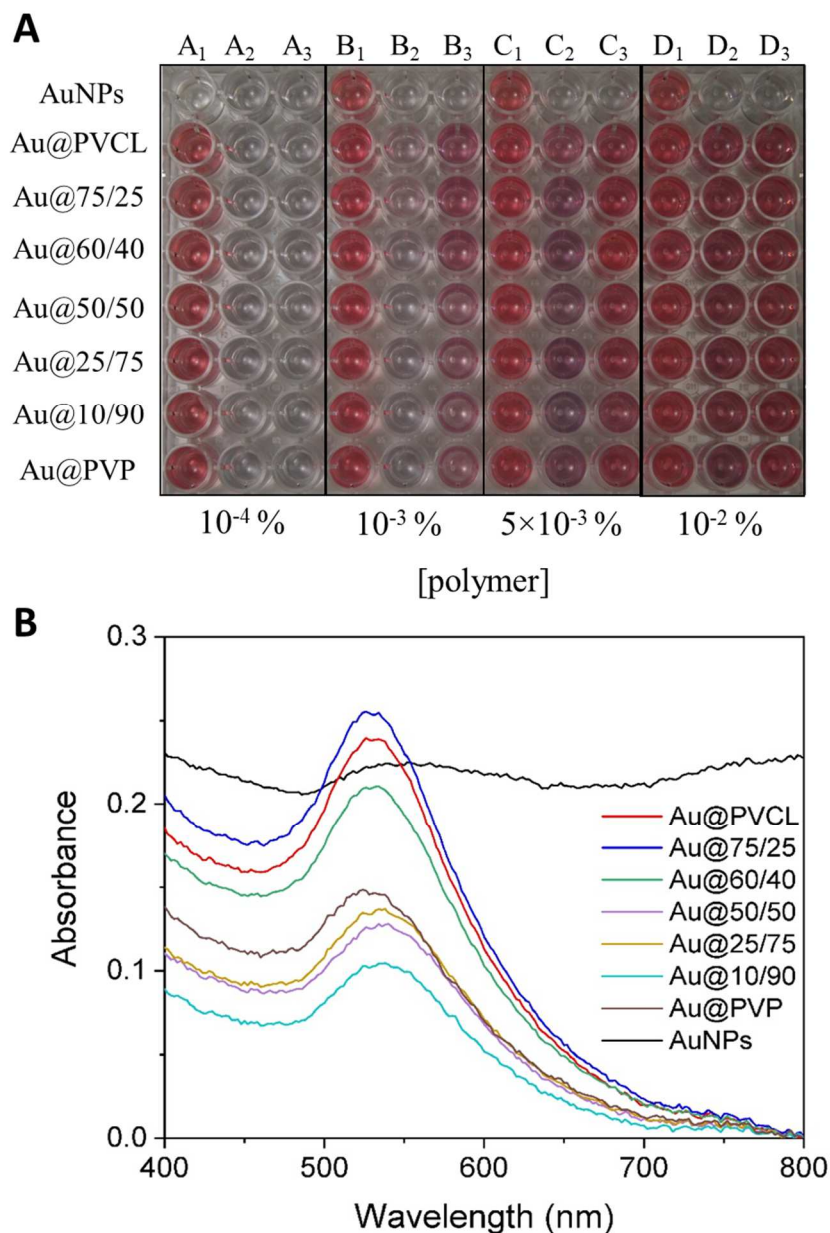 A
A₁ A₂ A₃ B₁ B₂ B₃ C₁ C₂ C₃ D₁ D₂ D₃
AuNPs
Au@PVCL
Au@75/25
Au@60/40
Au@50/50
Au@25/75
Au@10/90
Au@PVP
10⁻⁴ % 10⁻³ % 5×10⁻³ % 10⁻² %
[polymer]
B
0.3
0.2
0.1
0.0
Absorbance
Au@PVCL
Au@75/25
Au@60/40
Au@50/50
Au@25/75
Au@10/90
Au@PVP
AuNPs
400 500 600 700 800
Wavelength (nm)